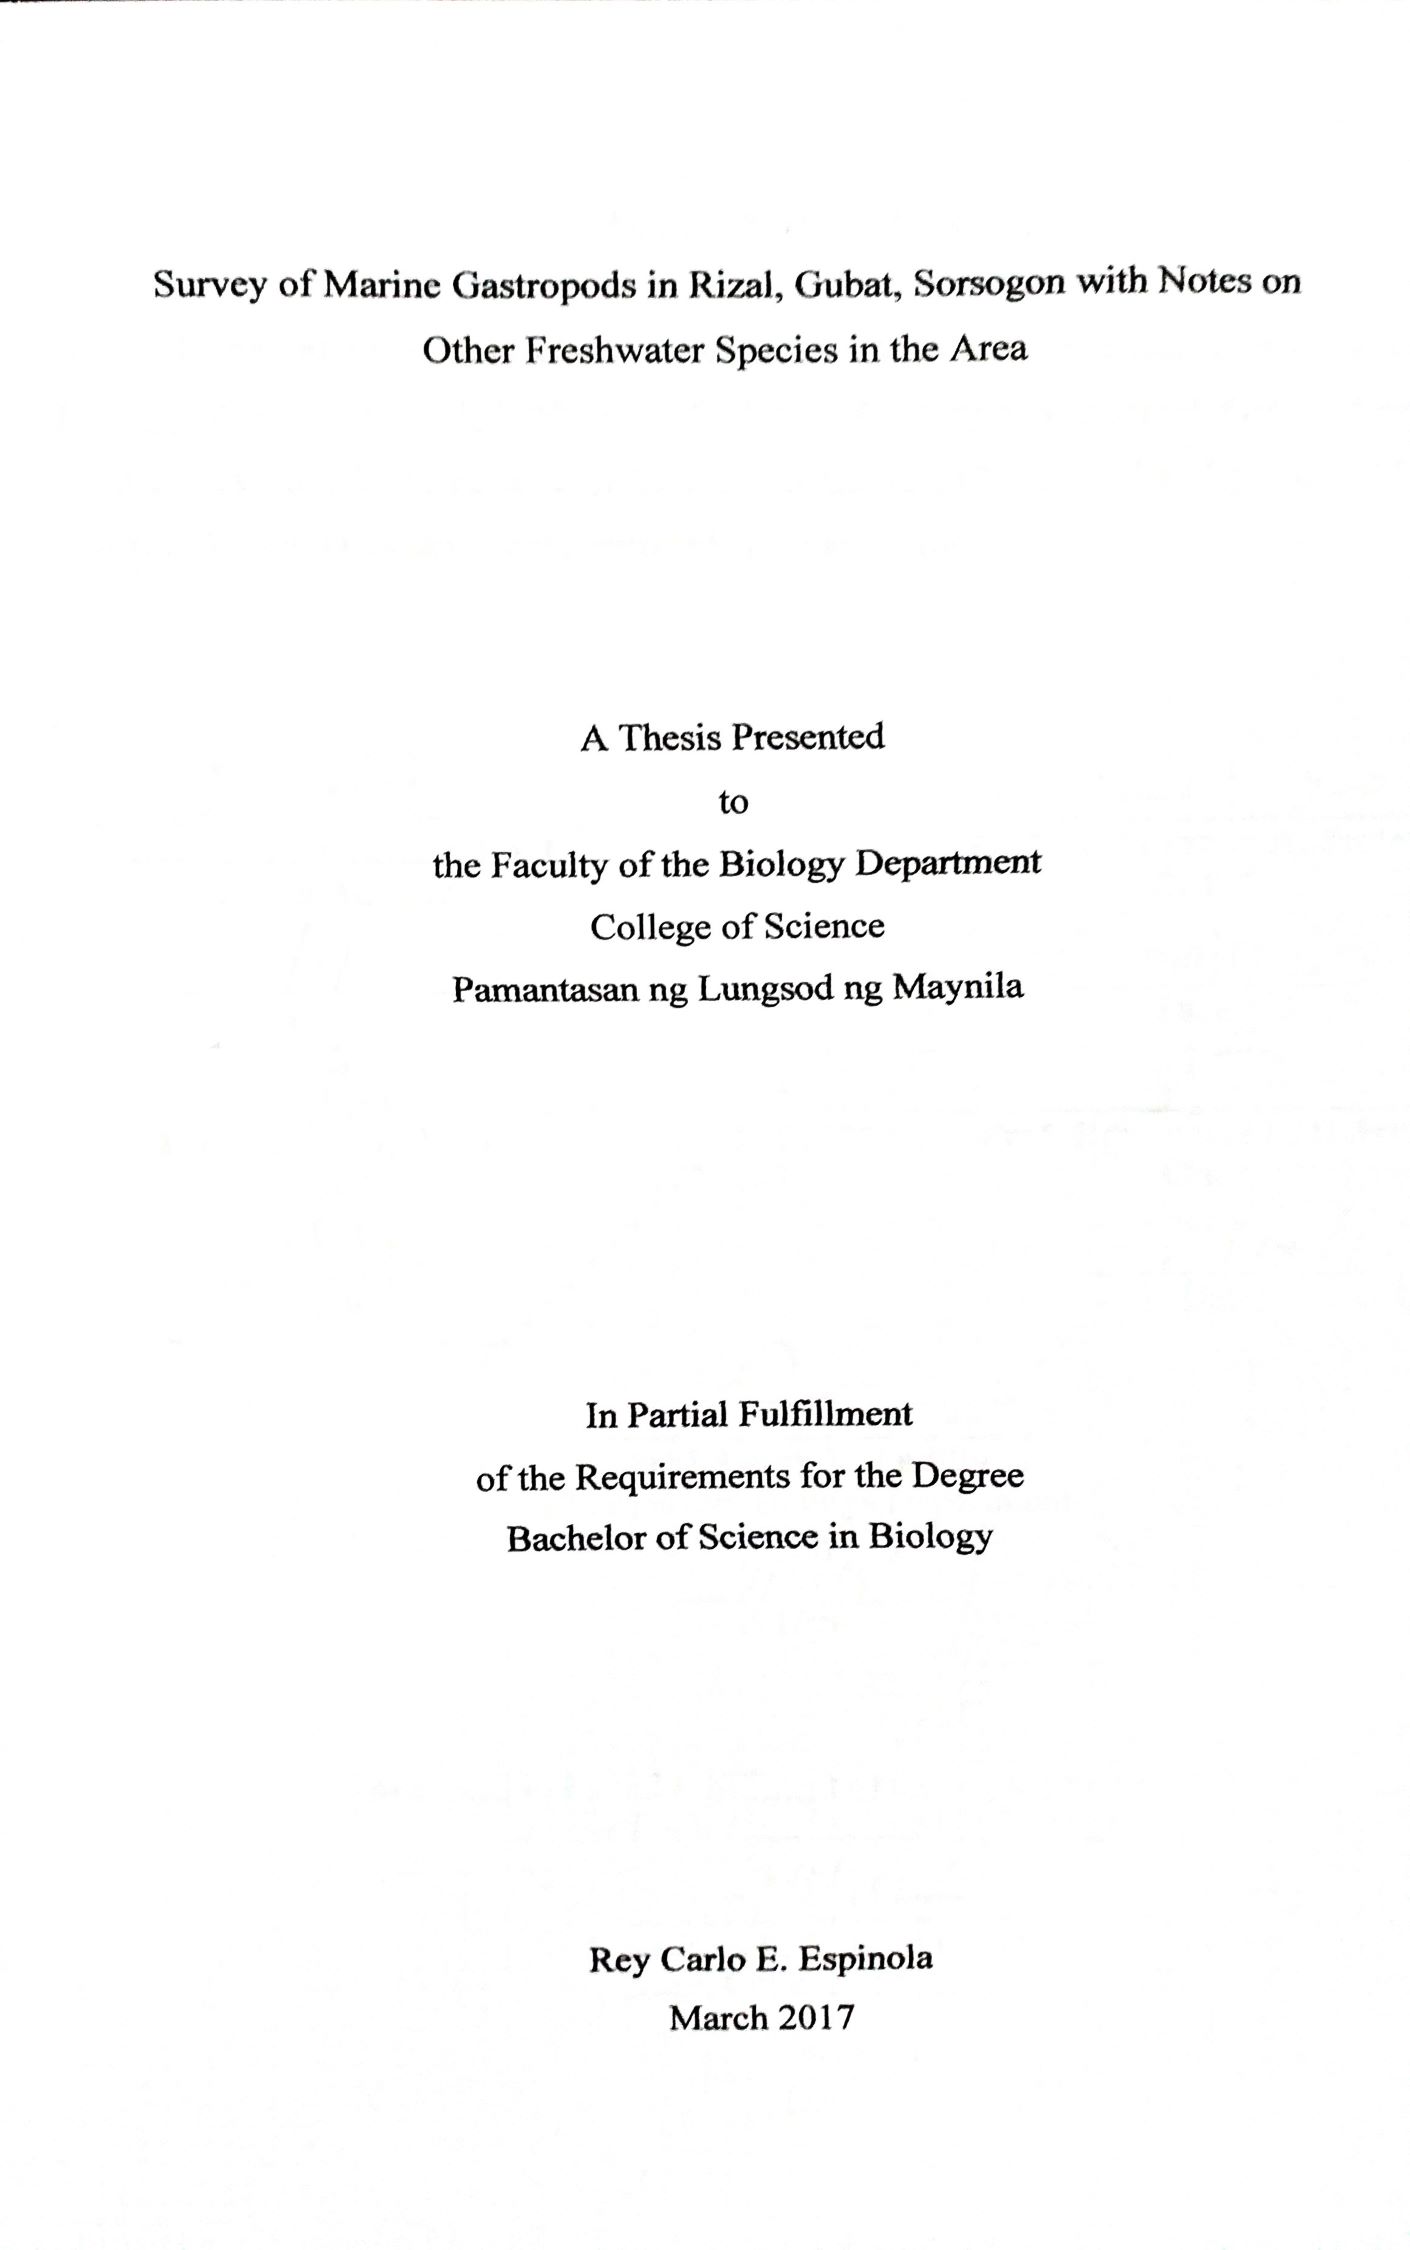 Survey of Marine Gastropods in Rizal, Gubat, Sorsogon with Notes on
Other Freshwater Species in the Area
A Thesis Presented
to
the Faculty of the Biology Department
College of Science
Pamantasan ng Lungsod ng Maynila
In Partial Fulfillment
of the Requirements for the Degree
Bachelor of Science in Biology
Rey Carlo E. Espinola
March 2017